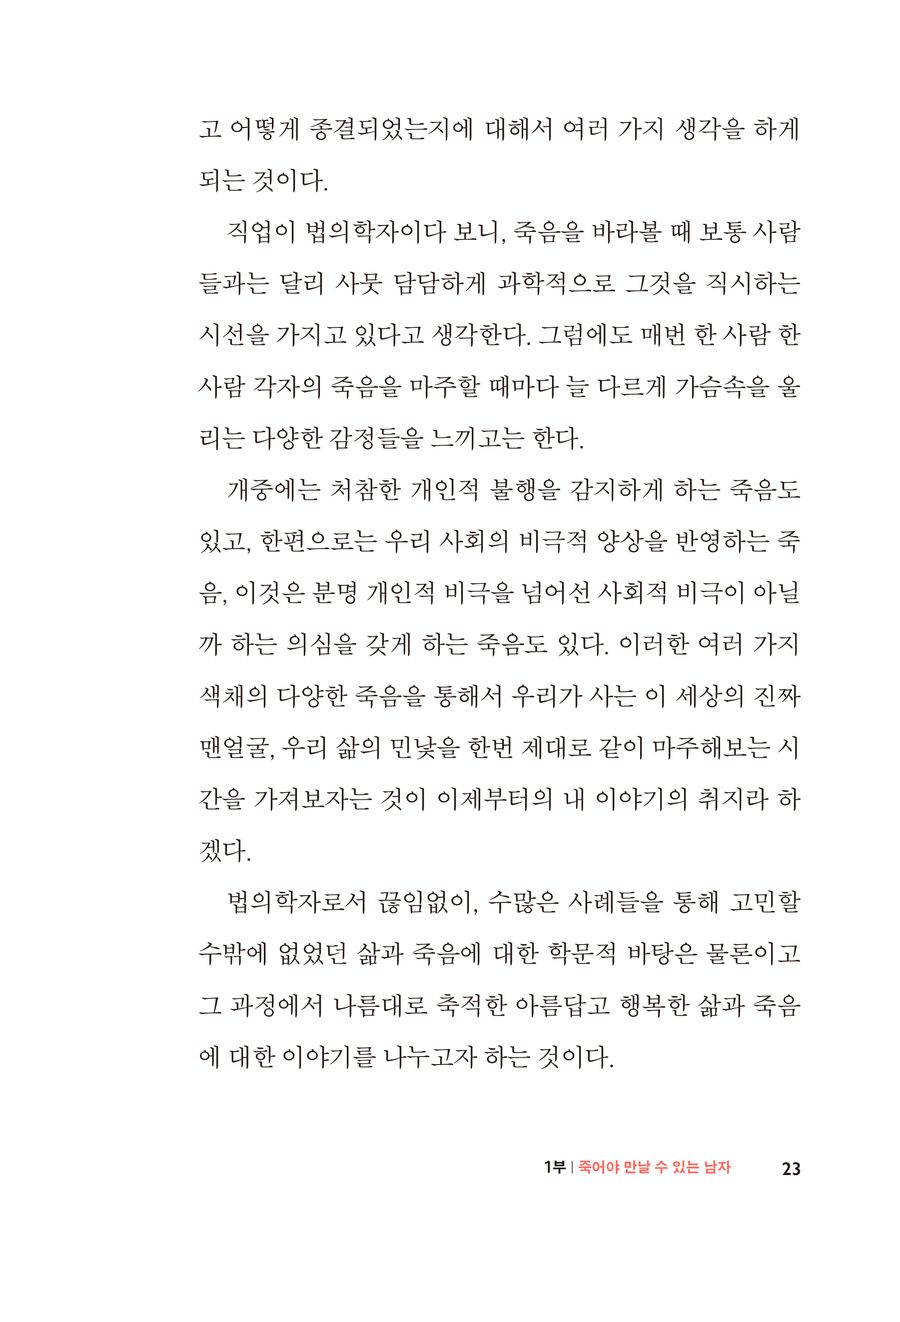 고 어떻게 종결되었는지에 대해서 여러 가지 생각을 하게
되는 것이다.
직업이 법의학자이다 보니, 죽음을 바라볼 때 보통 사람
들과는 달리 사뭇 담담하게 과학적으로 그것을 직시하는
시선을 가지고 있다고 생각한다. 그럼에도 매번 한 사람 한
사람 각자의 죽음을 마주할 때마다 늘 다르게 가슴속을 울
리는 다양한 감정들을 느끼고는 한다.
개중에는 처참한 개인적 불행을 감지하게 하는 죽음도
있고, 한편으로는 우리 사회의 비극적 양상을 반영하는 죽
음, 이것은 분명 개인적 비극을 넘어선 사회적 비극이 아닐
까 하는 의심을 갖게 하는 죽음도 있다. 이러한 여러 가지
색채의 다양한 죽음을 통해서 우리가 사는 이 세상의 진짜
맨얼굴, 우리 삶의 민낯을 한번 제대로 같이 마주해보는 시
간을 가져보자는 것이 이제부터의 내 이야기의 취지라 하
겠다.
법의학자로서 끊임없이, 수많은 사례들을 통해 고민할
수밖에 없었던 삶과 죽음에 대한 학문적 바탕은 물론이고
그 과정에서 나름대로 축적한 아름답고 행복한 삶과 죽음
에 대한 이야기를 나누고자 하는 것이다.
1부 | 죽어야 만날 수 있는 남자 23